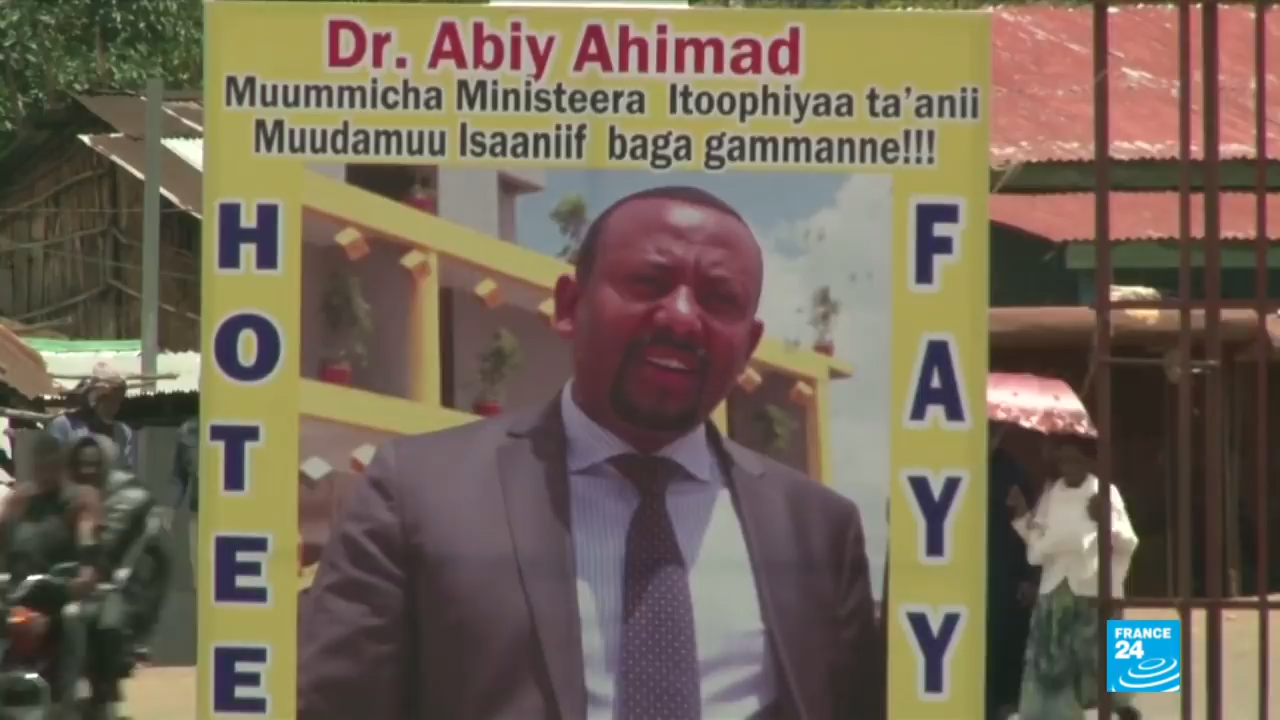 Dr. Abiy Ahimad
Muummicha Ministeera Itoophiyaa ta'anii
Muudamuu Isaaniif baga gammanne!!!
HOTEE
FAYY
FRANCE
24